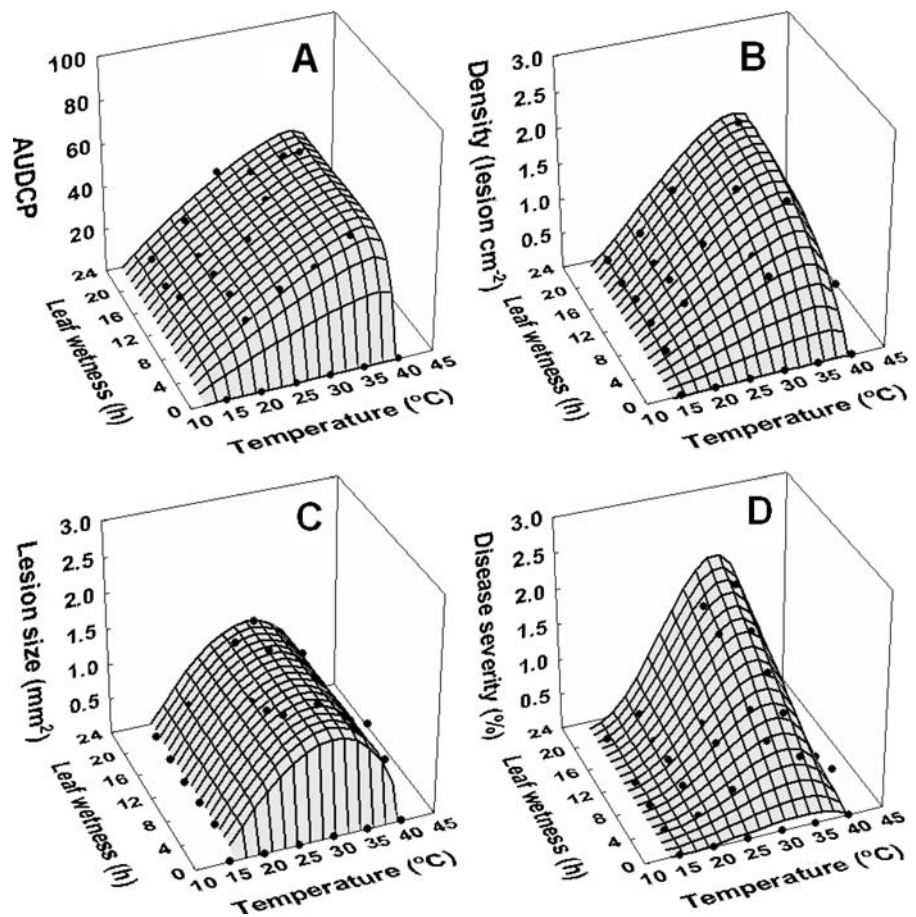 A
AUDCP
100
80
60
40
20
24
20
16
12
8
4
0
Leaf wetness (h)
10 15 20 25 30 35 40 45
Temperature (ºC)
B
Density (lesion cm⁻²)
3.0
2.5
2.0
1.5
1.0
0.5
24
20
16
12
8
4
0
Leaf wetness (h)
10 15 20 25 30 35 40 45
Temperature (ºC)
C
Lesion size (mm²)
3.0
2.5
2.0
1.5
1.0
0.5
24
20
16
12
8
4
0
Leaf wetness (h)
10 15 20 25 30 35 40 45
Temperature (ºC)
D
Disease severity (%)
3.0
2.5
2.0
1.5
1.0
0.5
24
20
16
12
8
4
0
Leaf wetness (h)
10 15 20 25 30 35 40 45
Temperature (ºC)